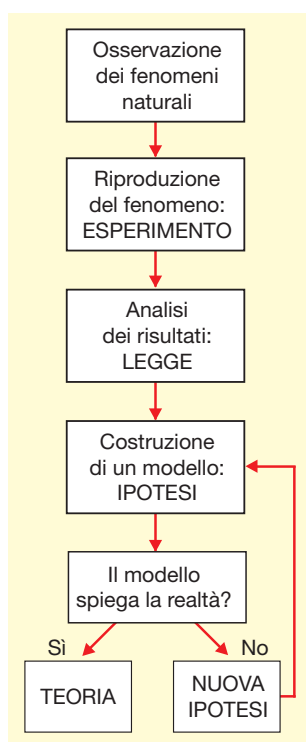 Osservazione
dei fenomeni
naturali
Riproduzione
del fenomeno:
ESPERIMENTO
Analisi
dei risultati:
LEGGE
Costruzione
di un modello:
IPOTESI
Il modello
spiega la realtà?
Sì
No
TEORIA
NUOVA
IPOTESI